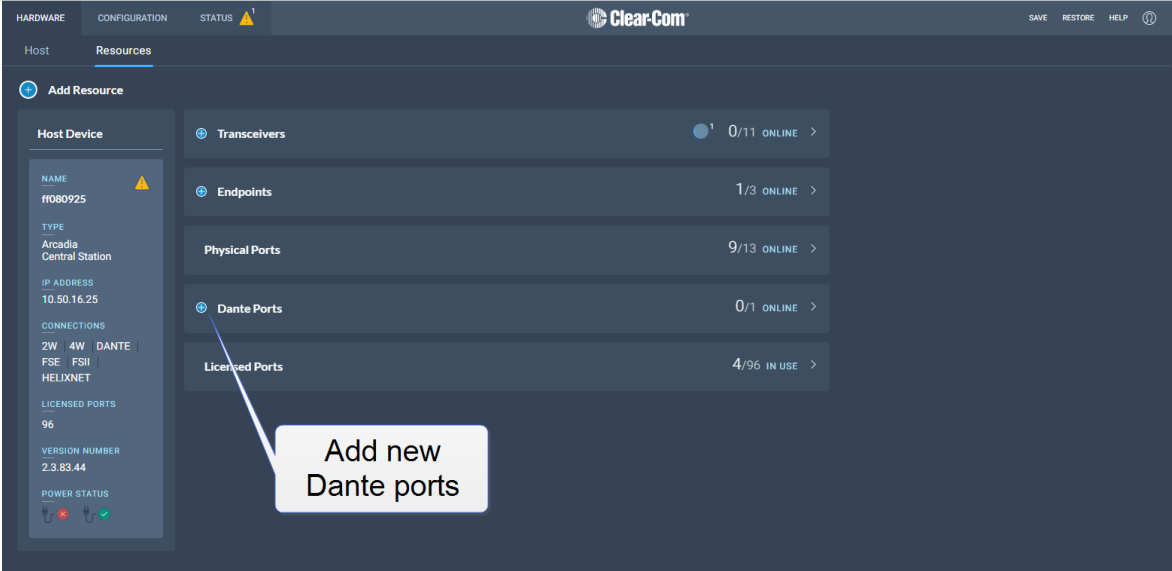 HARDWARE CONFIGURATION STATUS 1 Clear-Com® SAVE RESTORE HELP
Host Resources
Add Resource
Host Device
NAME
ff080925
TYPE
Arcadia
Central Station
IP ADDRESS
10.50.16.25
CONNECTIONS
2W 4W DANTE
FSE FSII
HELIXNET
LICENSED PORTS
96
VERSION NUMBER
2.3.83.44
POWER STATUS
Transceivers 1 0/11 ONLINE
Endpoints 1/3 ONLINE
Physical Ports 9/13 ONLINE
Dante Ports 0/1 ONLINE
Licensed Ports 4/96 IN USE
Add new
Dante ports